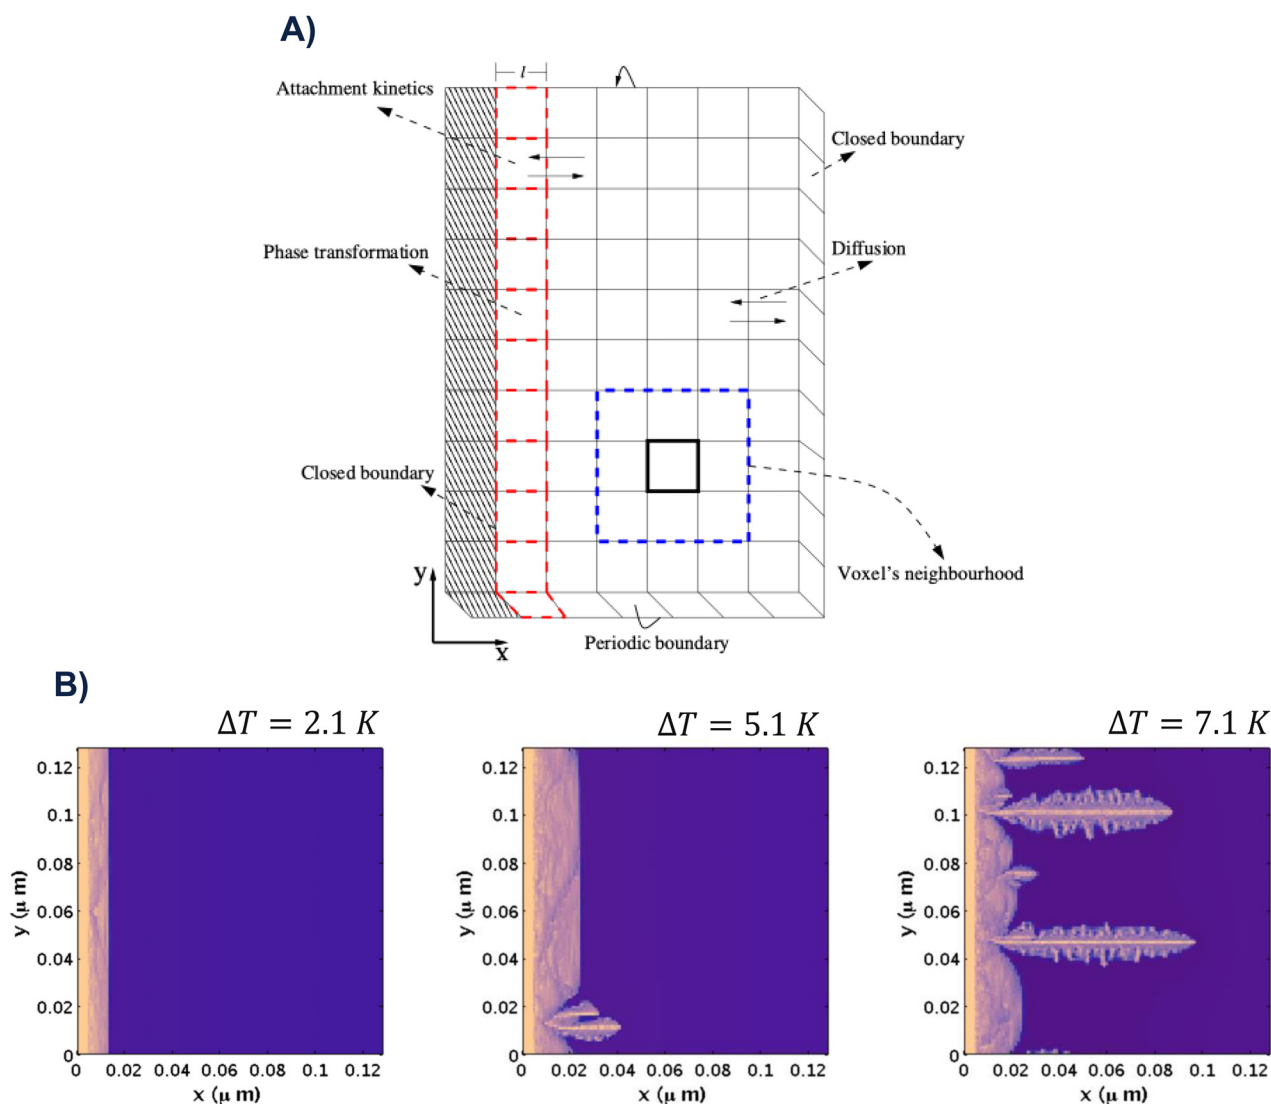 A)
l
Attachment kinetics
Closed boundary
Phase transformation
Diffusion
Closed boundary
y
Voxel's neighbourhood
x
Periodic boundary
B)
ΔT = 2.1 K
ΔT = 5.1 K
ΔT = 7.1 K
0.12
0.1
0.08
0.06
0.04
0.02
0
y (μ m)
0 0.02 0.04 0.06 0.08 0.1 0.12
x (μ m)
0.12
0.1
0.08
0.06
0.04
0.02
0
y (μ m)
0 0.02 0.04 0.06 0.08 0.1 0.12
x (μ m)
0.12
0.1
0.08
0.06
0.04
0.02
0
y (μ m)
0 0.02 0.04 0.06 0.08 0.1 0.12
x (μ m)